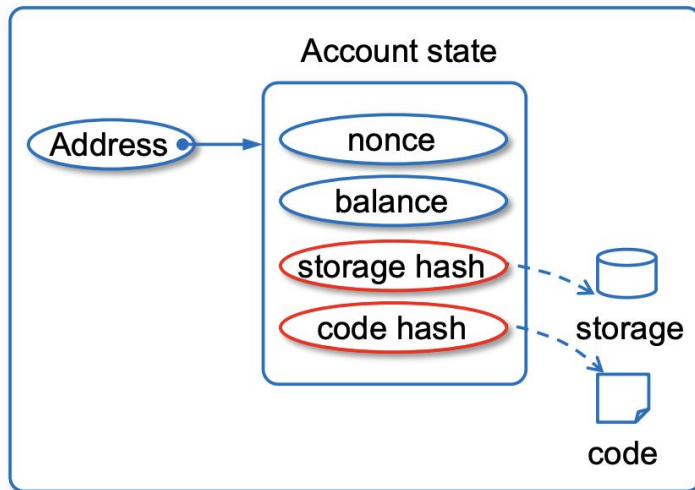 Account state
Address
nonce
balance
storage hash
code hash
storage
code